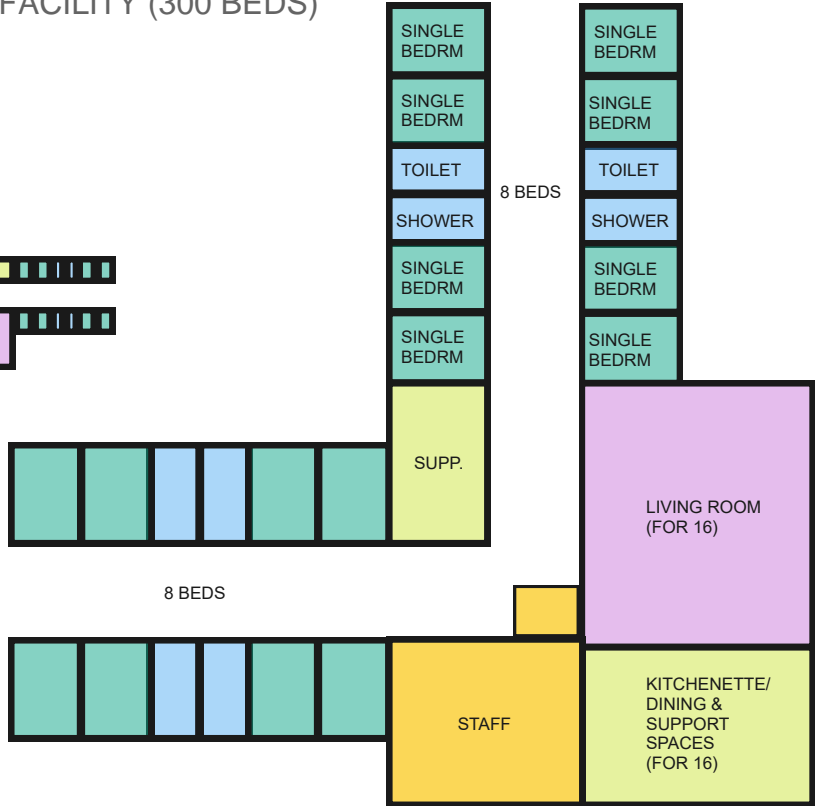 FACILITY (300 BEDS)
SINGLE
BEDRM
SINGLE
BEDRM
SINGLE
BEDRM
SINGLE
BEDRM
TOILET
TOILET
8 BEDS
SHOWER
SHOWER
SINGLE
BEDRM
SINGLE
BEDRM
SINGLE
BEDRM
SINGLE
BEDRM
SUPP.
LIVING ROOM
(FOR 16)
8 BEDS
STAFF
KITCHENETTE/
DINING &
SUPPORT
SPACES
(FOR 16)